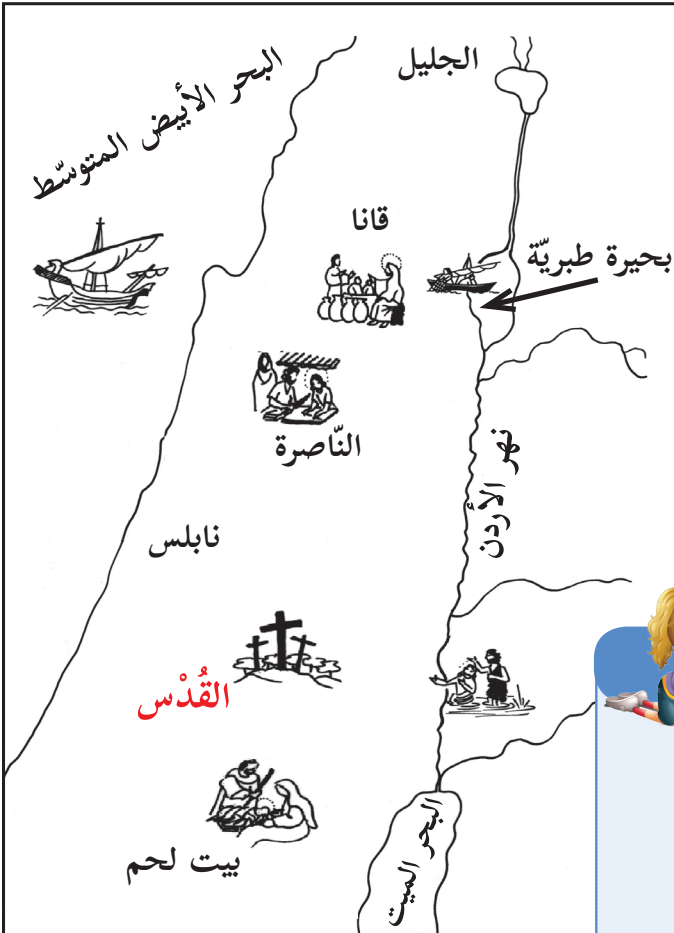 الجليل
البحر الأبيض المتوسّط
قانا
بحيرة طبريّة
النّاصرة
نهر الأردن
نابلس
القُدْس
بيت لحم
البحر الميت